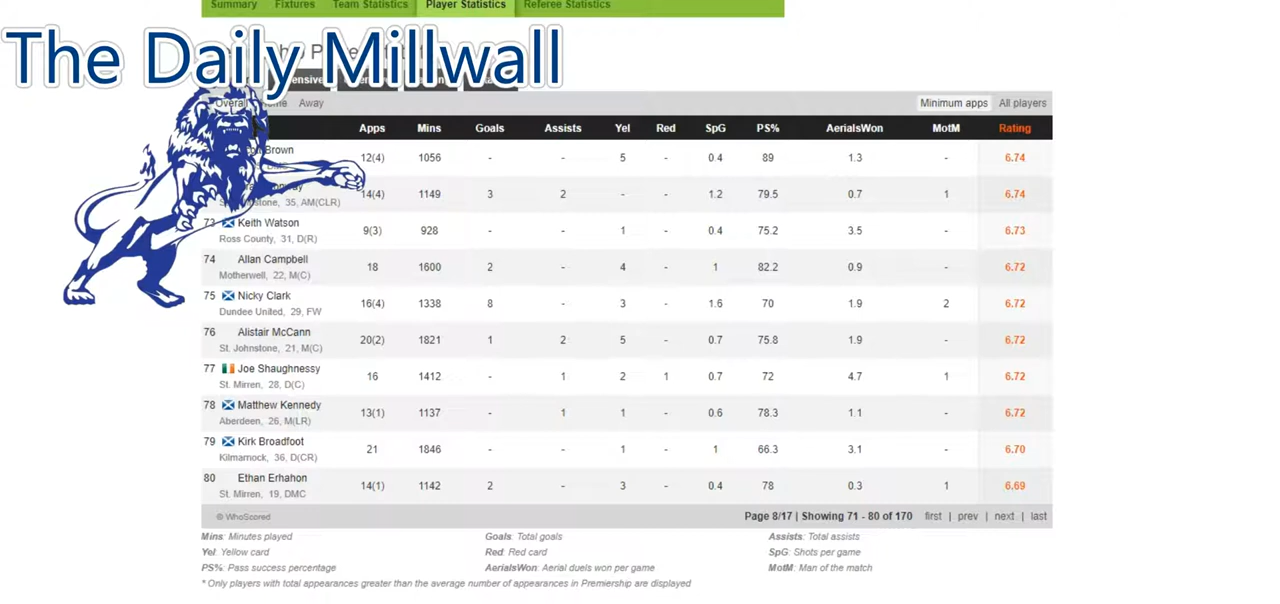 Summary Fixtures Team Statistics Player Statistics Referee Statistics
The Daily Millwall
Overall Away
Minimum apps All players
Apps Mins Goals Assists Yel Red SpG PS% AerialsWon MotM Rating
Brown
12(4) 1056 - - 5 - 0.4 89 1.3 - 6.74
14(4) 1149 3 2 - - 1.2 79.5 0.7 1 6.74
35, AM(CLR)
73 Keith Watson
9(3) 928 - - 1 - 0.4 75.2 3.5 - 6.73
Ross County, 31, D(R)
74 Allan Campbell
18 1600 2 - 4 - 1 82.2 0.9 - 6.72
Motherwell, 22, M(C)
75 Nicky Clark
16(4) 1338 8 - 3 - 1.6 70 1.9 2 6.72
Dundee United, 29, FW
76 Alistair McCann
20(2) 1821 1 2 5 - 0.7 75.8 1.9 - 6.72
St. Johnstone, 21, M(C)
77 Joe Shaughnessy
16 1412 - 1 2 1 0.7 72 4.7 1 6.72
St. Mirren, 28, D(C)
78 Matthew Kennedy
13(1) 1137 - 1 1 - 0.6 78.3 1.1 - 6.72
Aberdeen, 26, M(LR)
79 Kirk Broadfoot
21 1846 - - 1 - 1 66.3 3.1 - 6.70
Kilmarnock, 36, D(CR)
80 Ethan Erhahon
14(1) 1142 2 - 3 - 0.4 78 0.3 1 6.69
St. Mirren, 19, DMC
© WhoScored
Page 8/17 | Showing 71 - 80 of 170 first | prev | next | last
Mins: Minutes played Goals: Total goals Assists: Total assists
Yel: Yellow card Red: Red card SpG: Shots per game
PS%: Pass success percentage AerialsWon: Aerial duels won per game MotM: Man of the match
* Only players with total appearances greater than the average number of appearances in Premiership are displayed